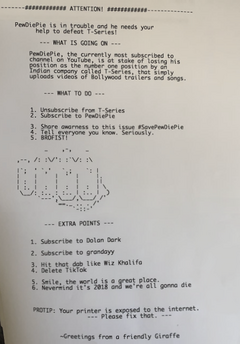 ------############ ATTENTION! ############--------------
PewDiePie is in trouble and he needs your
help to defeat T-Series!
--- WHAT IS GOING ON ---
PewDiePie, the currently most subscribed to
channel on YouTube, is at stake of losing his
position as the number one position by an
Indian company called T-Series, that simply
uploads videos of Bollywood trailers and songs.
--- WHAT TO DO ---
1. Unsubscribe from T-Series
2. Subscribe to PewDiePie
3. Share awarness to this issue #SavePewDiePie
4. Tell everyone you know. Seriously.
5. BROFIST!
--- EXTRA POINTS ---
1. Subscribe to Dolan Dark
2. Subscribe to grandayy
3. Hit that dab like Wiz Khalifa
4. Delete TikTok
5. Smile, the world is a great place.
6. Nevermind it's 2018 and we're all gonna die
PROTIP: Your printer is exposed to the internet.
--- Please fix that. ---
~Greetings from a friendly Giraffe